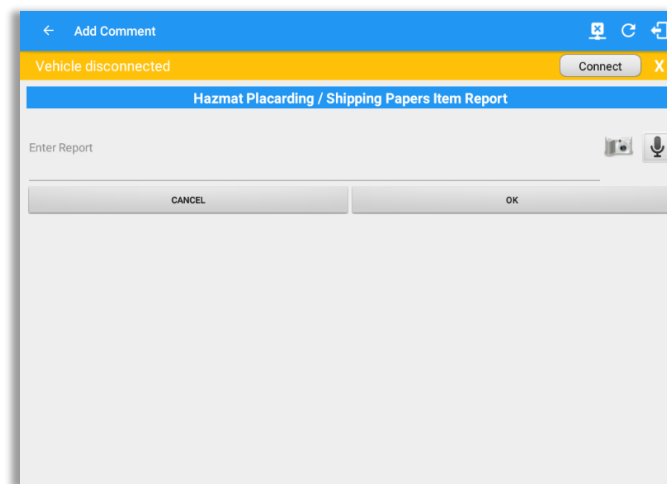 Add Comment
Vehicle disconnected Connect X
Hazmat Placarding / Shipping Papers Item Report
Enter Report
CANCEL OK